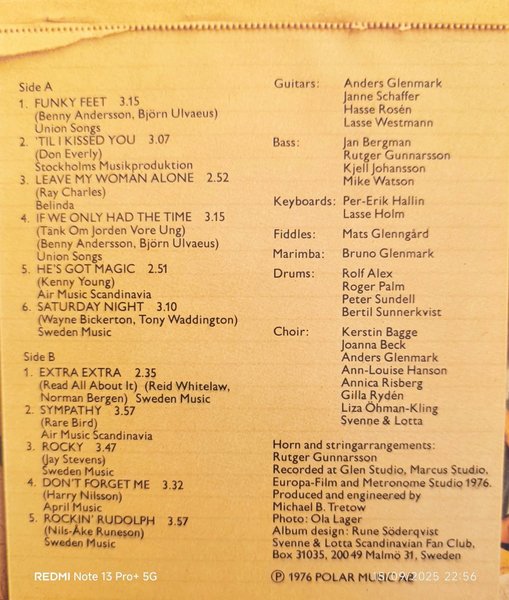 Side A
1. FUNKY FEET 3.15
(Benny Andersson, Björn Ulvaeus)
Union Songs
2. 'TIL I KISSED YOU 3.07
(Don Everly)
Stockholms Musikproduktion
3. LEAVE MY WOMAN ALONE 2.52
(Ray Charles)
Belinda
4. IF WE ONLY HAD THE TIME 3.15
(Tänk Om Jorden Vore Ung)
(Benny Andersson, Björn Ulvaeus)
Union Songs
5. HE'S GOT MAGIC 2.51
(Kenny Young)
Air Music Scandinavia
6. SATURDAY NIGHT 3.10
(Wayne Bickerton, Tony Waddington)
Sweden Music
Side B
1. EXTRA EXTRA 2.35
(Read All About It) (Reid Whitelaw,
Norman Bergen) Sweden Music
2. SYMPATHY 3.57
(Rare Bird)
Air Music Scandinavia
3. ROCKY 3.47
(Jay Stevens)
Sweden Music
4. DON'T FORGET ME 3.32
(Harry Nilsson)
April Music
5. ROCKIN' RUDOLPH 3.57
(Nils-Åke Runeson)
Sweden Music
Guitars: Anders Glenmark
Janne Schaffer
Hasse Rosén
Lasse Westmann
Bass: Jan Bergman
Rutger Gunnarsson
Kjell Johansson
Mike Watson
Keyboards: Per-Erik Hallin
Lasse Holm
Fiddles: Mats Glenngård
Marimba: Bruno Glenmark
Drums: Rolf Alex
Roger Palm
Peter Sundell
Bertil Sunnerkvist
Choir: Kerstin Bagge
Joanna Beck
Anders Glenmark
Ann-Louise Hanson
Annica Risberg
Gilla Rydén
Liza Öhman-Kling
Svenne & Lotta
Horn and stringarrangements:
Rutger Gunnarsson
Recorded at Glen Studio, Marcus Studio,
Europa-Film and Metronome Studio 1976.
Produced and engineered by
Michael B. Tretow
Photo: Ola Lager
Album design: Rune Söderqvist
Svenne & Lotta Scandinavian Fan Club,
Box 31035, 200 49 Malmö 31, Sweden
℗ 1976 POLAR MUSIC AB
REDMI Note 13 Pro+ 5G
15/09/2025 22:56